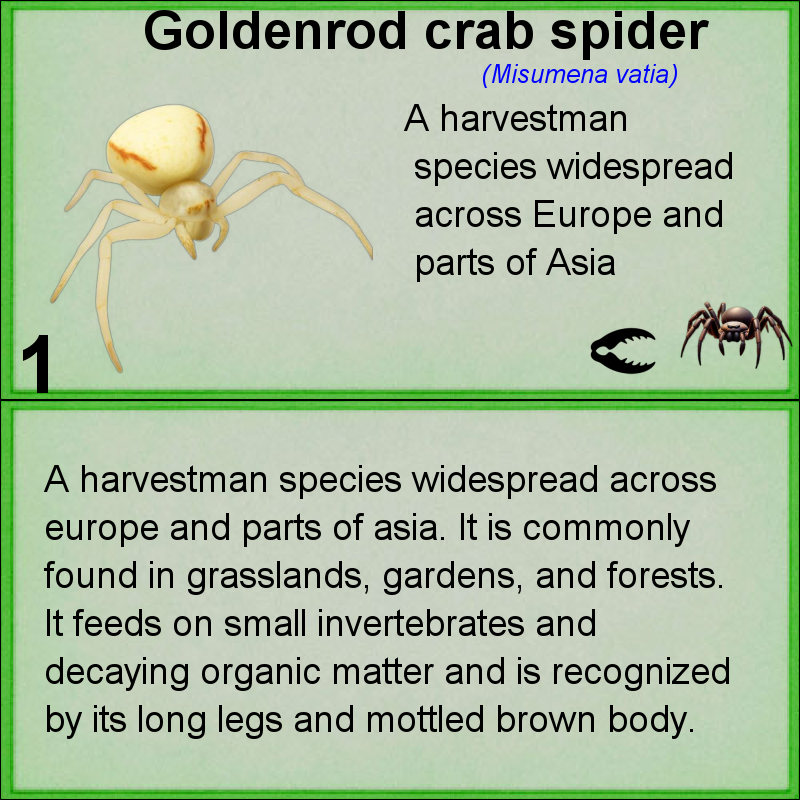 Goldenrod crab spider
(Misumena vatia)
A harvestman
species widespread
across Europe and
parts of Asia
1
A harvestman species widespread across
europe and parts of asia. It is commonly
found in grasslands, gardens, and forests.
It feeds on small invertebrates and
decaying organic matter and is recognized
by its long legs and mottled brown body.